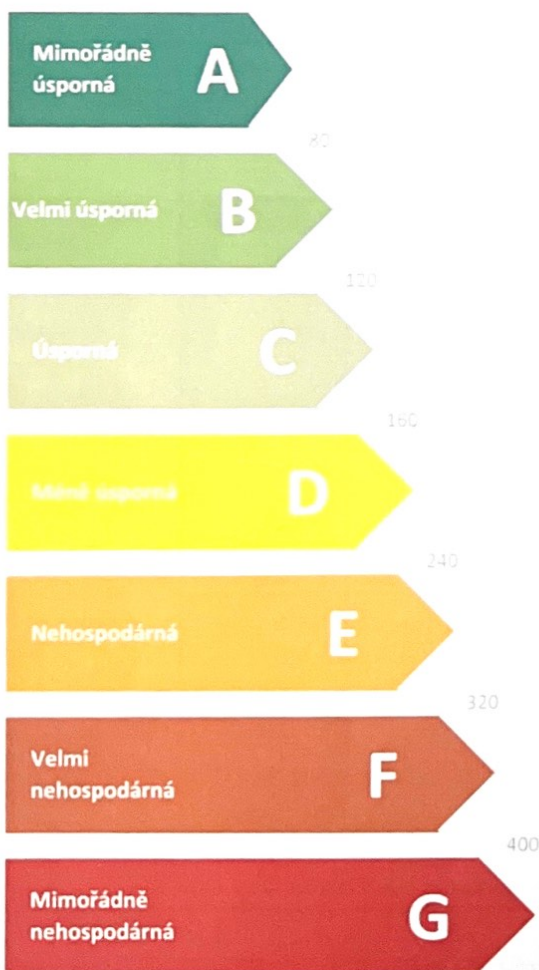 Mimořádně
úsporná
A
80
Velmi úsporná B
120
Úsporná C
160
Méně úsporná D
240
Nehospodárná E
320
Velmi
nehospodárná
F
400
Mimořádně
nehospodárná
G